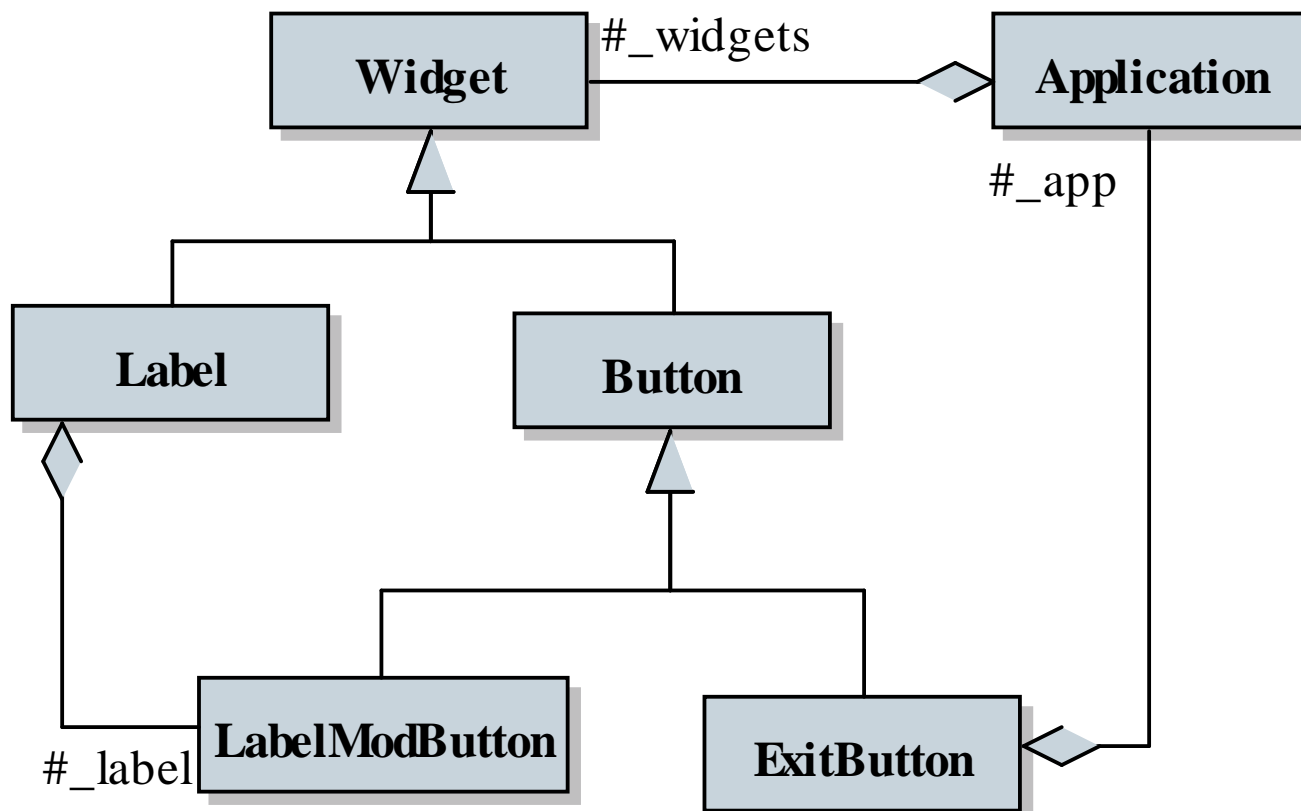 #_widgets
Widget
Application
#_app
Label
Button
LabelModButton
#_label
ExitButton